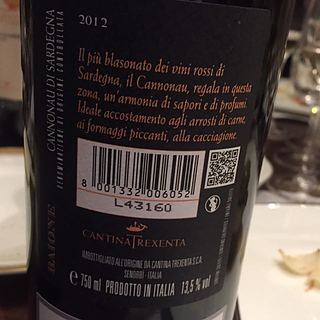 2012
CANNONAU DI SARDEGNA
DENOMINAZIONE DI ORIGINE CONTROLLATA
BAIONE
Il più blasonato dei vini rossi di
Sardegna, il Cannonau, regala in questa
zona, un'armonia di sapori e di profumi.
Ideale accostamento agli arrosti di carne,
ai formaggi piccanti, alla cacciagione.
8 001332 006052
L43160
CANTINA TREXENTA
IMBOTTIGLIATO ALL'ORIGINE DA CANTINA TREXENTA S.C.A.
SENORBÌ - ITALIA
e 750 ml PRODOTTO IN ITALIA 13,5 % vol